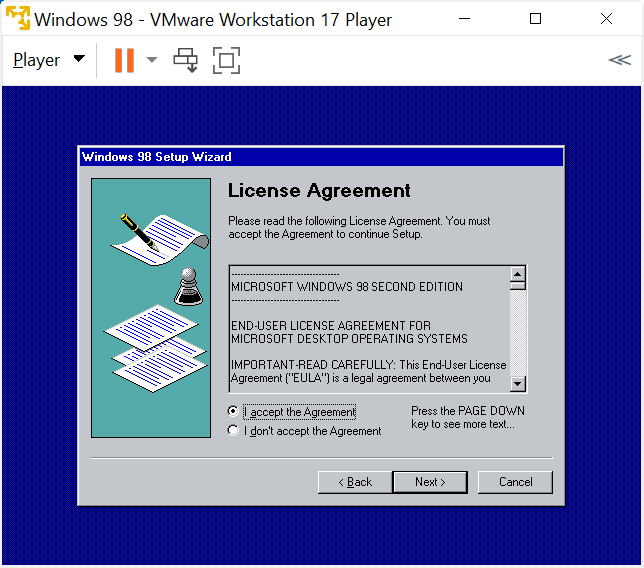 Windows 98 - VMware Workstation 17 Player
Player
Windows 98 Setup Wizard
License Agreement
Please read the following License Agreement. You must
accept the Agreement to continue Setup.
----------------------------------------
MICROSOFT WINDOWS 98 SECOND EDITION
----------------------------------------
END-USER LICENSE AGREEMENT FOR
MICROSOFT DESKTOP OPERATING SYSTEMS
IMPORTANT-READ CAREFULLY: This End-User License
Agreement ("EULA") is a legal agreement between you
I accept the Agreement
I don't accept the Agreement
Press the PAGE DOWN
key to see more text...
< Back
Next >
Cancel